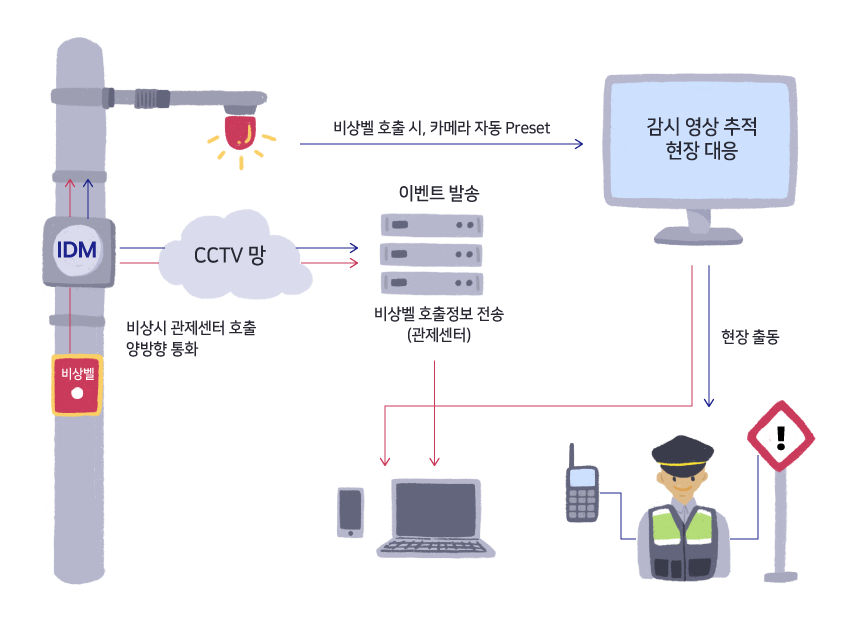 비상벨 호출 시, 카메라 자동 Preset
감시 영상 추적
현장 대응
이벤트 발송
IDM
CCTV 망
비상벨 호출정보 전송
(관제센터)
비상시 관제센터 호출
양방향 통화
현장 출동
비상벨
!